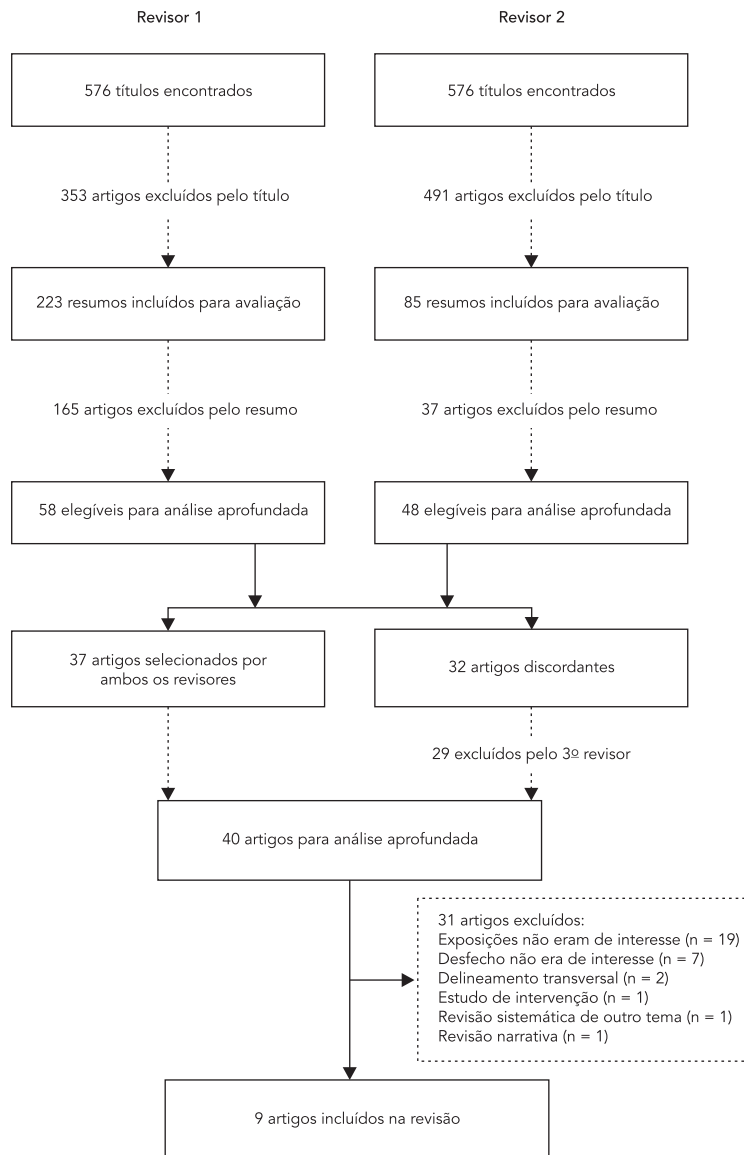 Revisor 1
Revisor 2
576 títulos encontrados
576 títulos encontrados
353 artigos excluídos pelo título
491 artigos excluídos pelo título
223 resumos incluídos para avaliação
85 resumos incluídos para avaliação
165 artigos excluídos pelo resumo
37 artigos excluídos pelo resumo
58 elegíveis para análise aprofundada
48 elegíveis para análise aprofundada
37 artigos selecionados por
ambos os revisores
32 artigos discordantes
29 excluídos pelo 3º revisor
40 artigos para análise aprofundada
31 artigos excluídos:
Exposições não eram de interesse (n = 19)
Desfecho não era de interesse (n = 7)
Delineamento transversal (n = 2)
Estudo de intervenção (n = 1)
Revisão sistemática de outro tema (n = 1)
Revisão narrativa (n = 1)
9 artigos incluídos na revisão